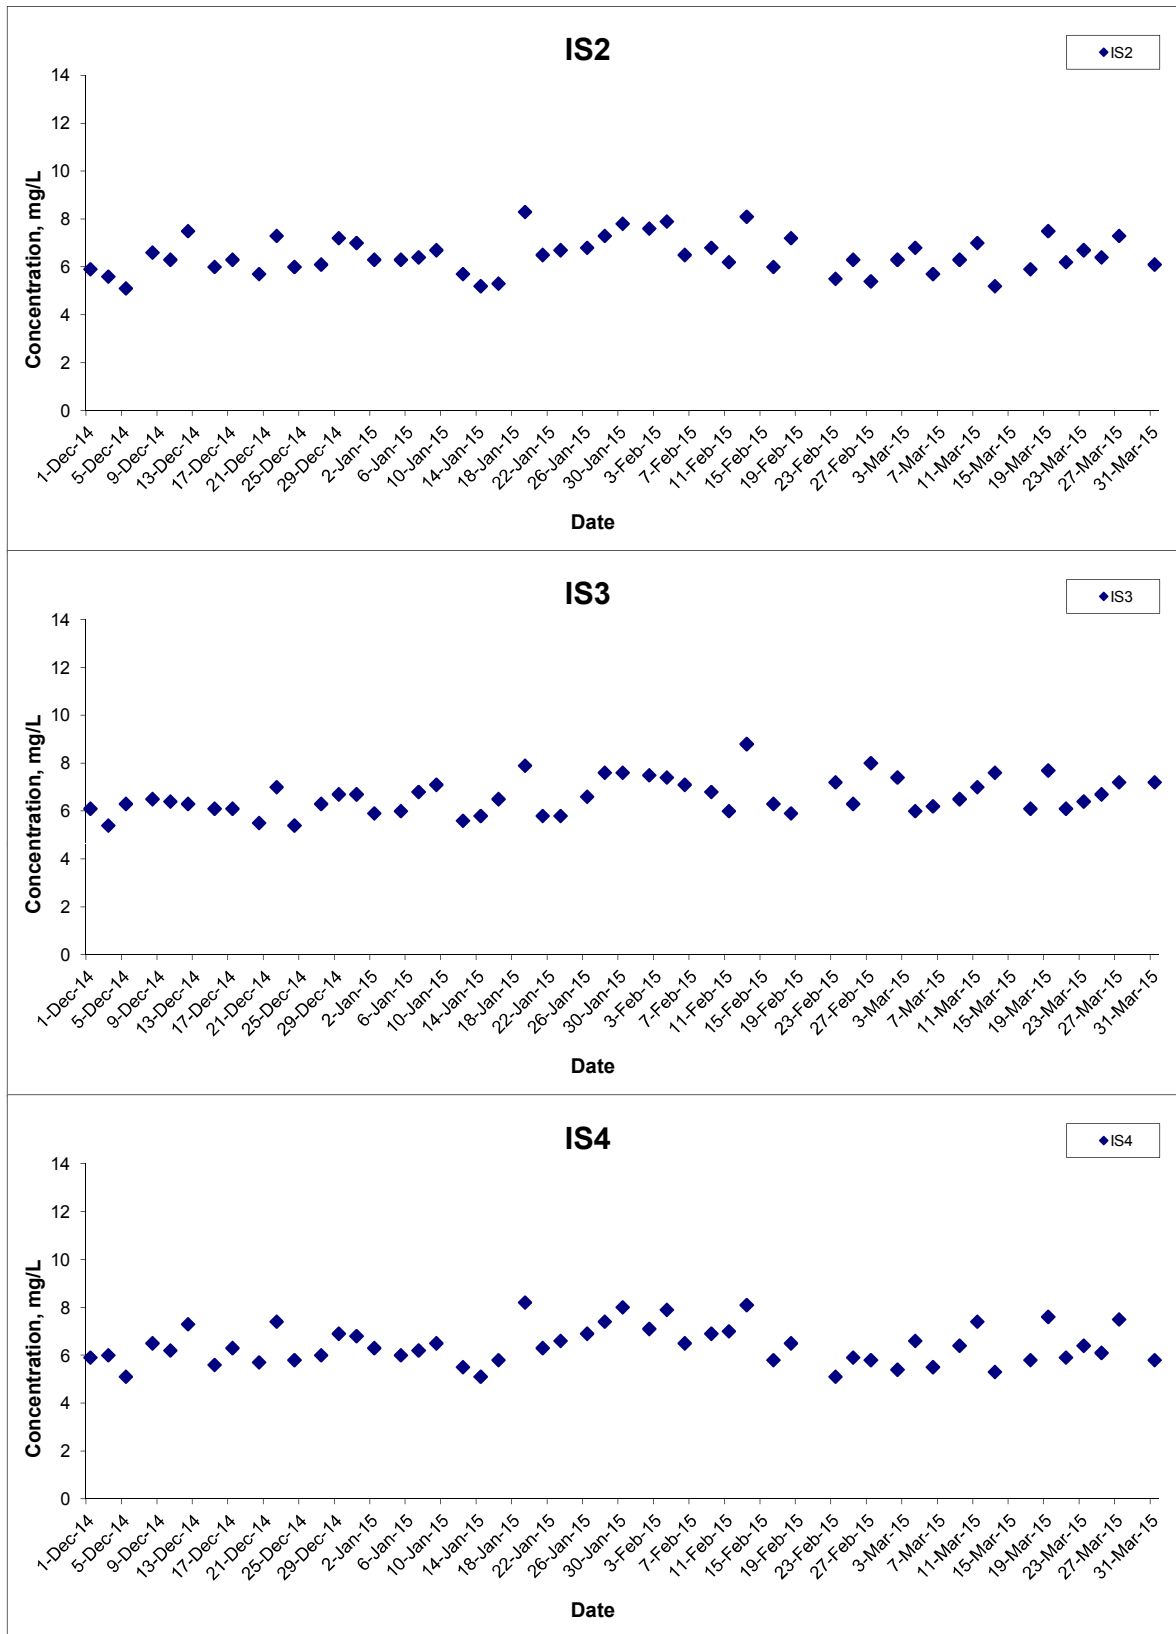 IS2
IS2
Concentration, mg/L
14
12
10
8
6
4
2
0
1-Dec-14
5-Dec-14
9-Dec-14
13-Dec-14
17-Dec-14
21-Dec-14
25-Dec-14
29-Dec-14
2-Jan-15
6-Jan-15
10-Jan-15
14-Jan-15
18-Jan-15
22-Jan-15
26-Jan-15
30-Jan-15
3-Feb-15
7-Feb-15
11-Feb-15
15-Feb-15
19-Feb-15
23-Feb-15
27-Feb-15
3-Mar-15
7-Mar-15
11-Mar-15
15-Mar-15
19-Mar-15
23-Mar-15
27-Mar-15
31-Mar-15
Date
IS3
IS3
Concentration, mg/L
14
12
10
8
6
4
2
0
1-Dec-14
5-Dec-14
9-Dec-14
13-Dec-14
17-Dec-14
21-Dec-14
25-Dec-14
29-Dec-14
2-Jan-15
6-Jan-15
10-Jan-15
14-Jan-15
18-Jan-15
22-Jan-15
26-Jan-15
30-Jan-15
3-Feb-15
7-Feb-15
11-Feb-15
15-Feb-15
19-Feb-15
23-Feb-15
27-Feb-15
3-Mar-15
7-Mar-15
11-Mar-15
15-Mar-15
19-Mar-15
23-Mar-15
27-Mar-15
31-Mar-15
Date
IS4
IS4
Concentration, mg/L
14
12
10
8
6
4
2
0
1-Dec-14
5-Dec-14
9-Dec-14
13-Dec-14
17-Dec-14
21-Dec-14
25-Dec-14
29-Dec-14
2-Jan-15
6-Jan-15
10-Jan-15
14-Jan-15
18-Jan-15
22-Jan-15
26-Jan-15
30-Jan-15
3-Feb-15
7-Feb-15
11-Feb-15
15-Feb-15
19-Feb-15
23-Feb-15
27-Feb-15
3-Mar-15
7-Mar-15
11-Mar-15
15-Mar-15
19-Mar-15
23-Mar-15
27-Mar-15
31-Mar-15
Date